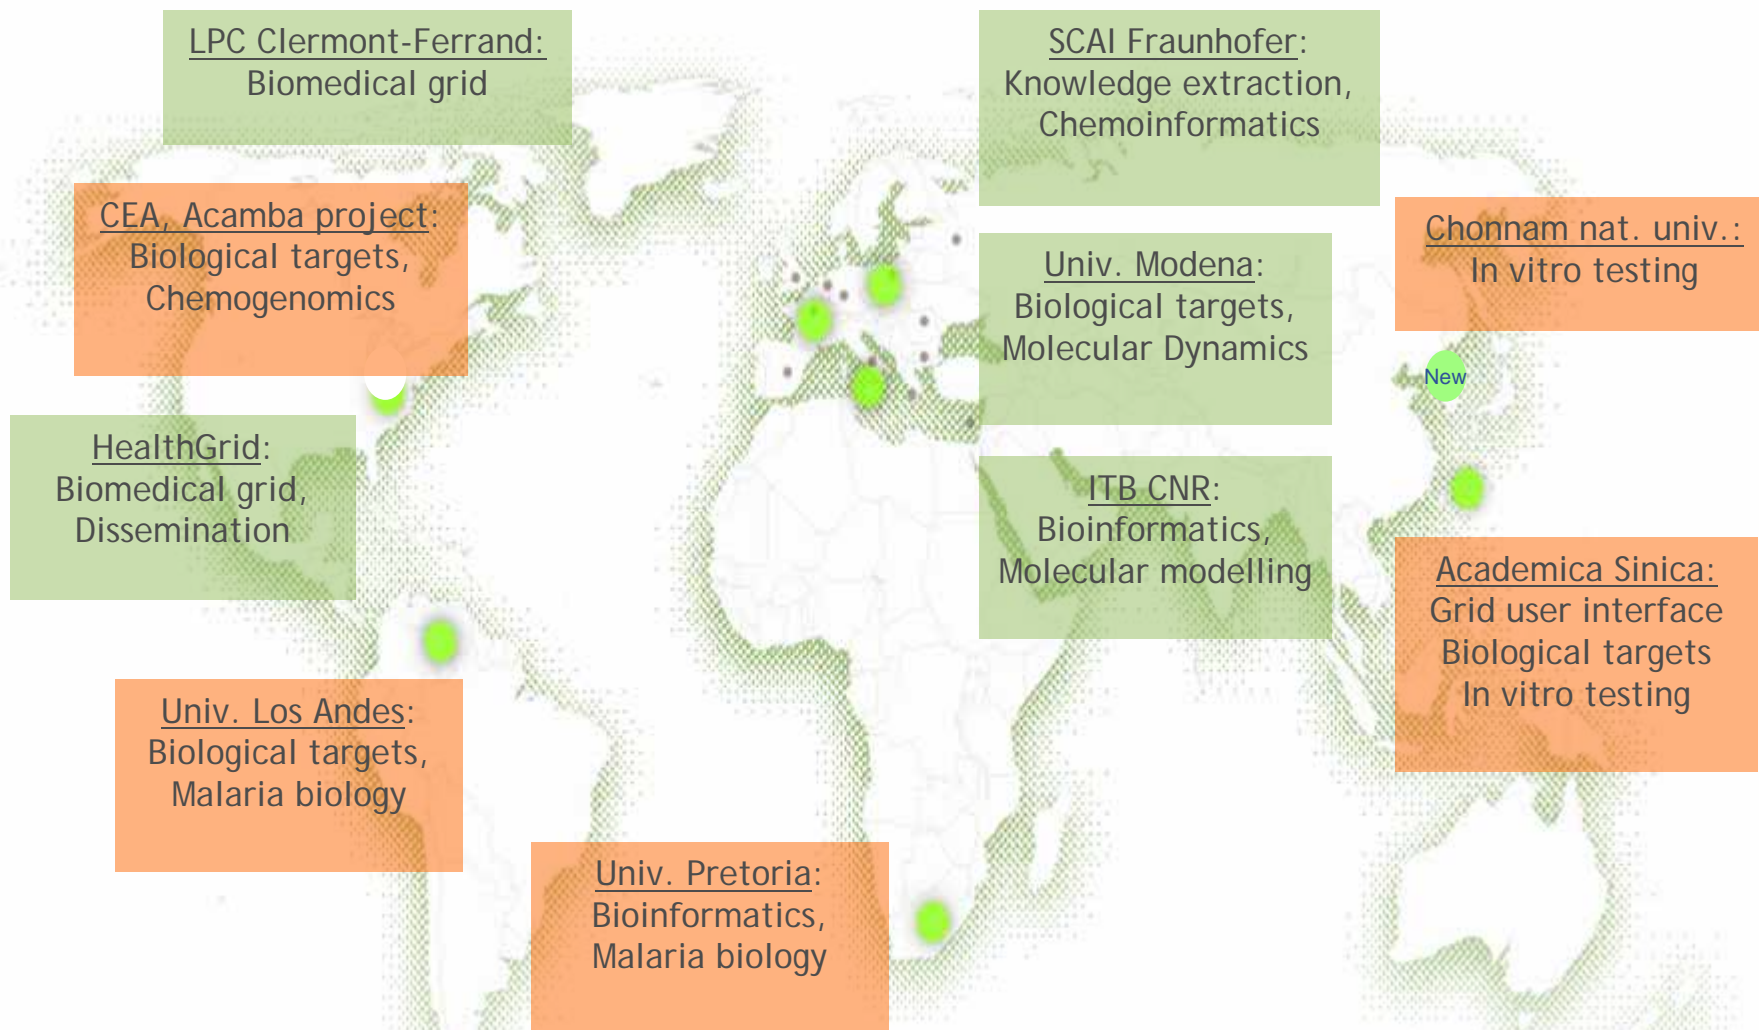 LPC Clermont-Ferrand:
Biomedical grid
SCAI Fraunhofer:
Knowledge extraction,
Chemoinformatics
CEA, Acamba project:
Biological targets,
Chemogenomics
Chonnam nat. univ.:
In vitro testing
Univ. Modena:
Biological targets,
Molecular Dynamics
New
HealthGrid:
Biomedical grid,
Dissemination
ITB CNR:
Bioinformatics,
Molecular modelling
Academica Sinica:
Grid user interface
Biological targets
In vitro testing
Univ. Los Andes:
Biological targets,
Malaria biology
Univ. Pretoria:
Bioinformatics,
Malaria biology